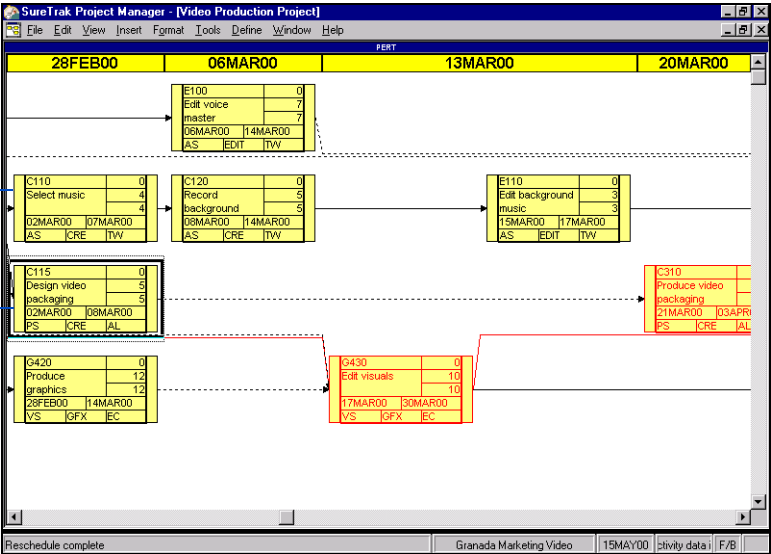 SureTrak Project Manager - [Video Production Project]
File Edit View Insert Format Tools Define Window Help
PERT
28FEB00 06MAR00 13MAR00 20MAR00
E100 0
Edit voice 7
master 7
06MAR00 14MAR00
AS EDIT TW
C110 0
Select music 4
4
02MAR00 07MAR00
AS CRE TW
C120 0
Record 5
background 5
08MAR00 14MAR00
AS CRE TW
E110 0
Edit background 3
music 3
15MAR00 17MAR00
AS EDIT TW
C115 0
Design video 5
packaging 5
02MAR00 08MAR00
PS CRE AL
C310
Produce video
packaging
21MAR00 03APR
PS CRE AL
G420 0
Produce 12
graphics 12
28FEB00 14MAR00
VS GFX EC
G430 0
Edit visuals 10
10
17MAR00 30MAR00
VS GFX EC
Reschedule complete Granada Marketing Video 15MAY00 ctivity data i F/B